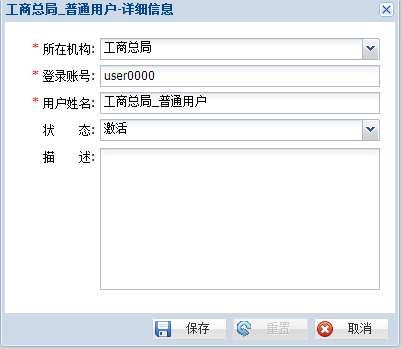 工商总局_普通用户-详细信息
* 所在机构: 工商总局
* 登录账号: user0000
* 用户姓名: 工商总局_普通用户
状 态: 激活
描 述:
保存 重置 取消